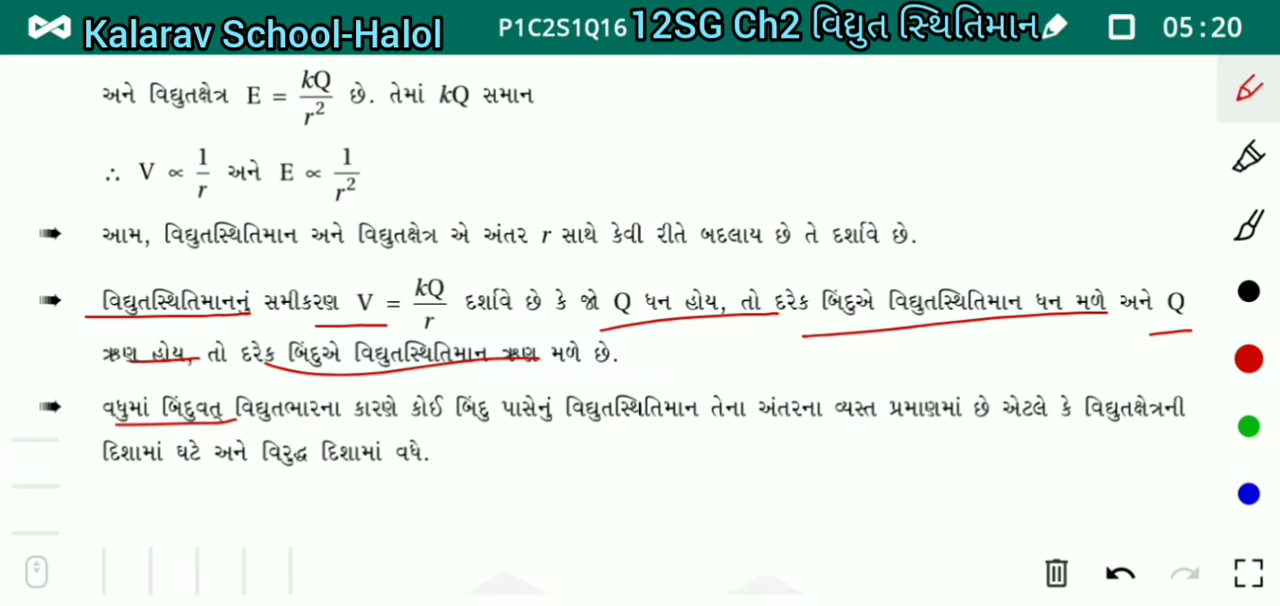 Kalarav School-Halol P1C2S1Q16 12SG Ch2 વિદ્યુત સ્થિતિમાન 05:20
અને વિદ્યુતક્ષેત્ર E = kQ/r² છે. તેમાં kQ સમાન
∴ V ∝ 1/r અને E ∝ 1/r²
આમ, વિદ્યુતસ્થિતિમાન અને વિદ્યુતક્ષેત્ર એ અંતર r સાથે કેવી રીતે બદલાય છે તે દર્શાવે છે.
વિદ્યુતસ્થિતિમાનનું સમીકરણ V = kQ/r દર્શાવે છે કે જો Q ધન હોય, તો દરેક બિંદુએ વિદ્યુતસ્થિતિમાન ધન મળે અને Q
ઋણ હોય, તો દરેક બિંદુએ વિદ્યુતસ્થિતિમાન ઋણ મળે છે.
વધુમાં બિંદુવત્ વિદ્યુતભારના કારણે કોઈ બિંદુ પાસેનું વિદ્યુતસ્થિતિમાન તેના અંતરના વ્યસ્ત પ્રમાણમાં છે એટલે કે વિદ્યુતક્ષેત્રની
દિશામાં ઘટે અને વિરુદ્ધ દિશામાં વધે.